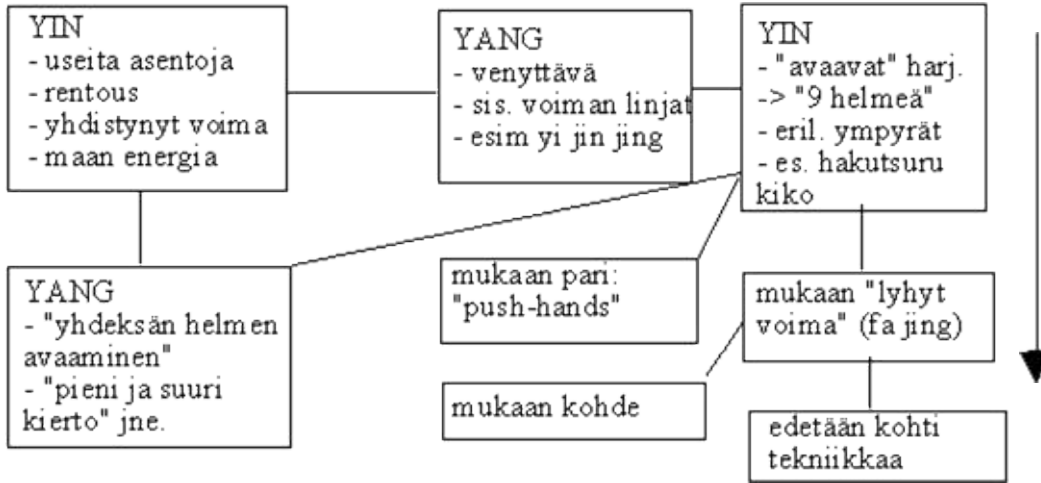 YIN
- useita asentoja
- rentous
- yhdistynyt voima
- maan energia
YANG
- venyttävä
- sis. voiman linjat
- esim yi jin jing
YIN
- "avaavat" harj.
-> "9 helmeä"
- eril. ympyrät
- es. hakutsuru
kiko
YANG
- "yhdeksän helmen
avaaminen"
- "pieni ja suuri
kierto" jne.
mukaan pari:
"push-hands"
mukaan "lyhyt
voima" (fa jing)
mukaan kohde
edetään kohti
tekniikkaa